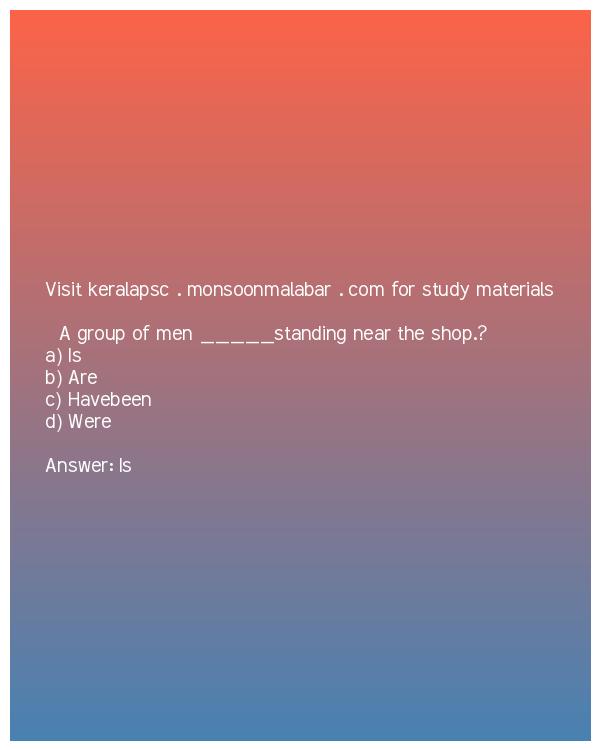 Visit keralapsc . monsoonmalabar . com for study materials
A group of men _____standing near the shop.?
a) Is
b) Are
c) Havebeen
d) Were
Answer: Is